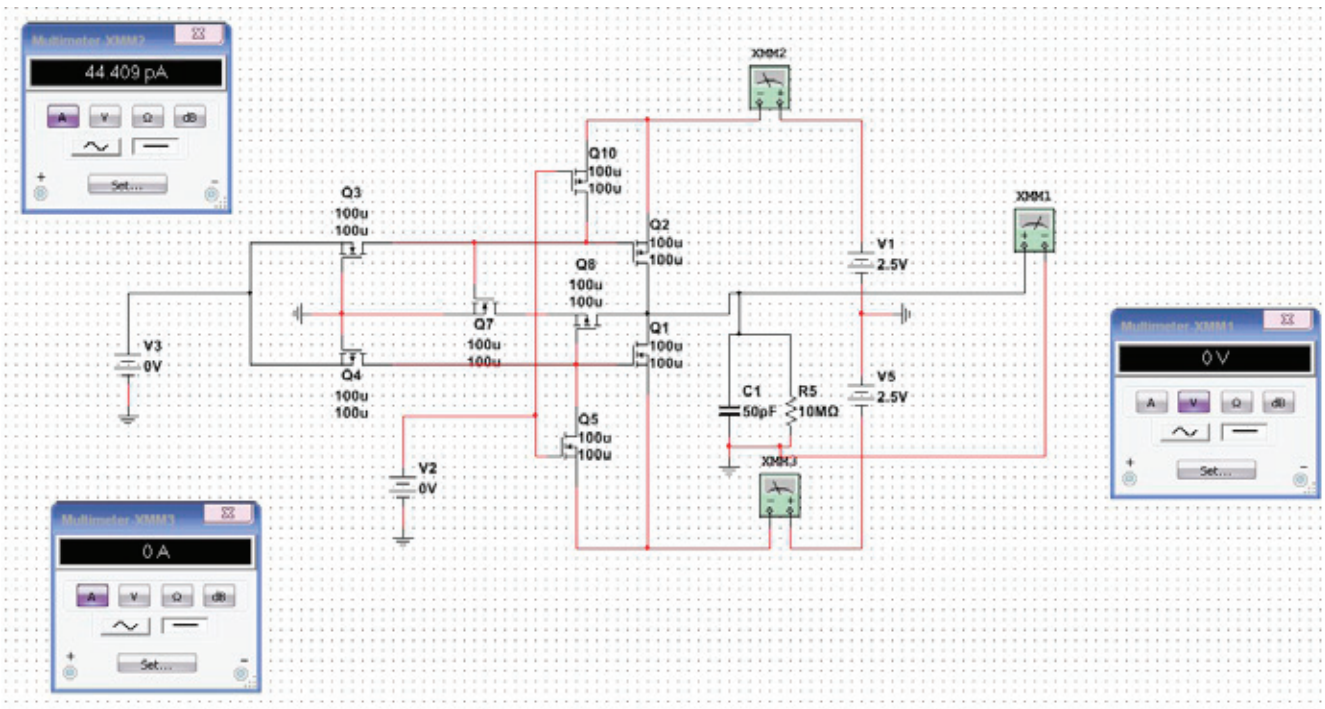 Multimeter XMM2
44.409 pA
A V Ω dB
Set...
+
-
XMM2
- +
Q10
100u
100u
Q3
100u
100u
Q2
100u
100u
XMM1
+ -
V1
2.5V
Q8
100u
100u
Q7
100u
100u
Q1
100u
100u
V3
0V
Q4
100u
100u
Multimeter XMM1
0 V
A V Ω dB
Set...
+
-
V5
2.5V
C1
50pF
R5
10MΩ
Q5
100u
100u
V2
0V
XMM3
- +
Multimeter XMM3
0 A
A V Ω dB
Set...
+
-